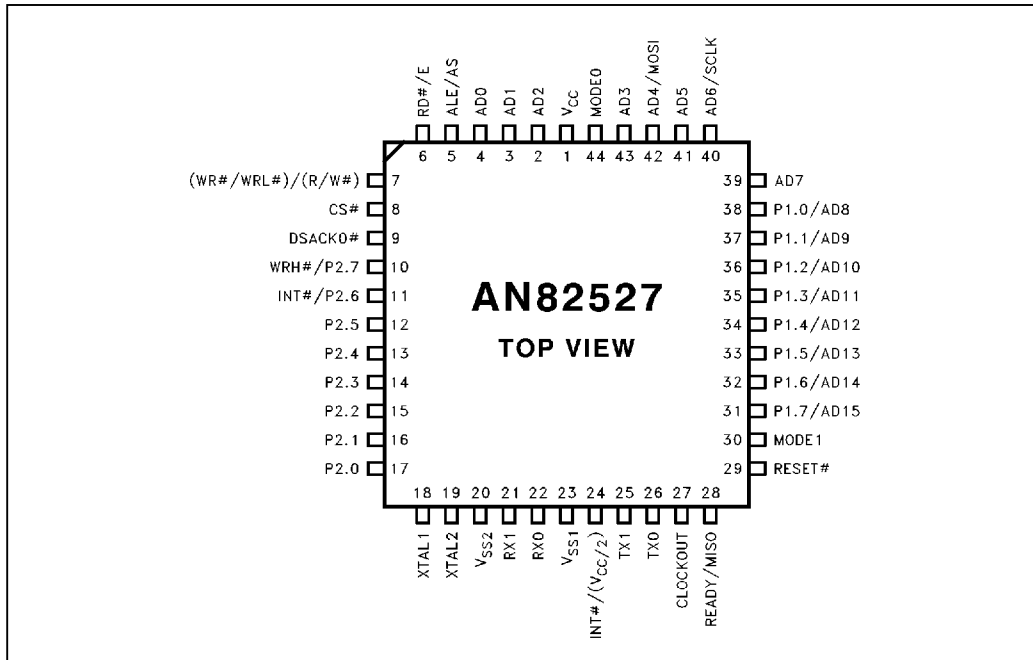 RD#/E
ALE/AS
AD0
AD1
AD2
VCC
MODE0
AD3
AD4/MOSI
AD5
AD6/SCLK
6 5 4 3 2 1 44 43 42 41 40
(WR#/WRL#)/(R/W#) 7
CS# 8
DSACK0# 9
WRH#/P2.7 10
INT#/P2.6 11
P2.5 12
P2.4 13
P2.3 14
P2.2 15
P2.1 16
P2.0 17
AN82527
TOP VIEW
39 AD7
38 P1.0/AD8
37 P1.1/AD9
36 P1.2/AD10
35 P1.3/AD11
34 P1.4/AD12
33 P1.5/AD13
32 P1.6/AD14
31 P1.7/AD15
30 MODE1
29 RESET#
18 19 20 21 22 23 24 25 26 27 28
XTAL1
XTAL2
VSS2
RX1
RX0
VSS1
INT#/(VCC/2)
TX1
TX0
CLOCKOUT
READY/MISO